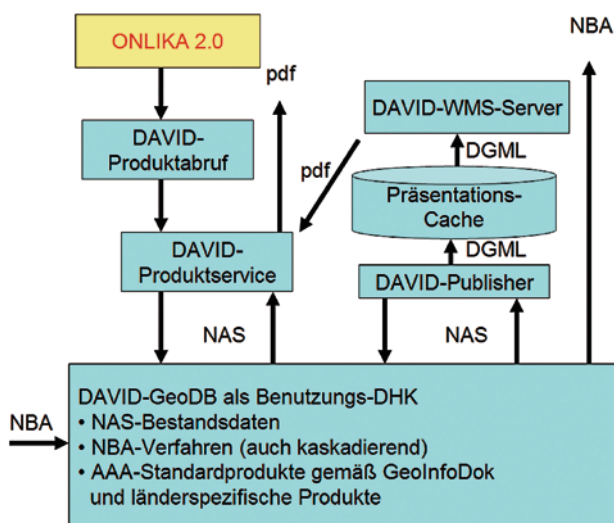 ONLIKA 2.0
pdf
NBA
DAVID-WMS-Server
DAVID-
Produktabruf
DGML
pdf
Präsentations-
Cache
DAVID-
Produktservice
DGML
DAVID-Publisher
NAS
NAS
DAVID-GeoDB als Benutzungs-DHK
NBA
• NAS-Bestandsdaten
• NBA-Verfahren (auch kaskadierend)
• AAA-Standardprodukte gemäß GeoInfoDok
und länderspezifische Produkte